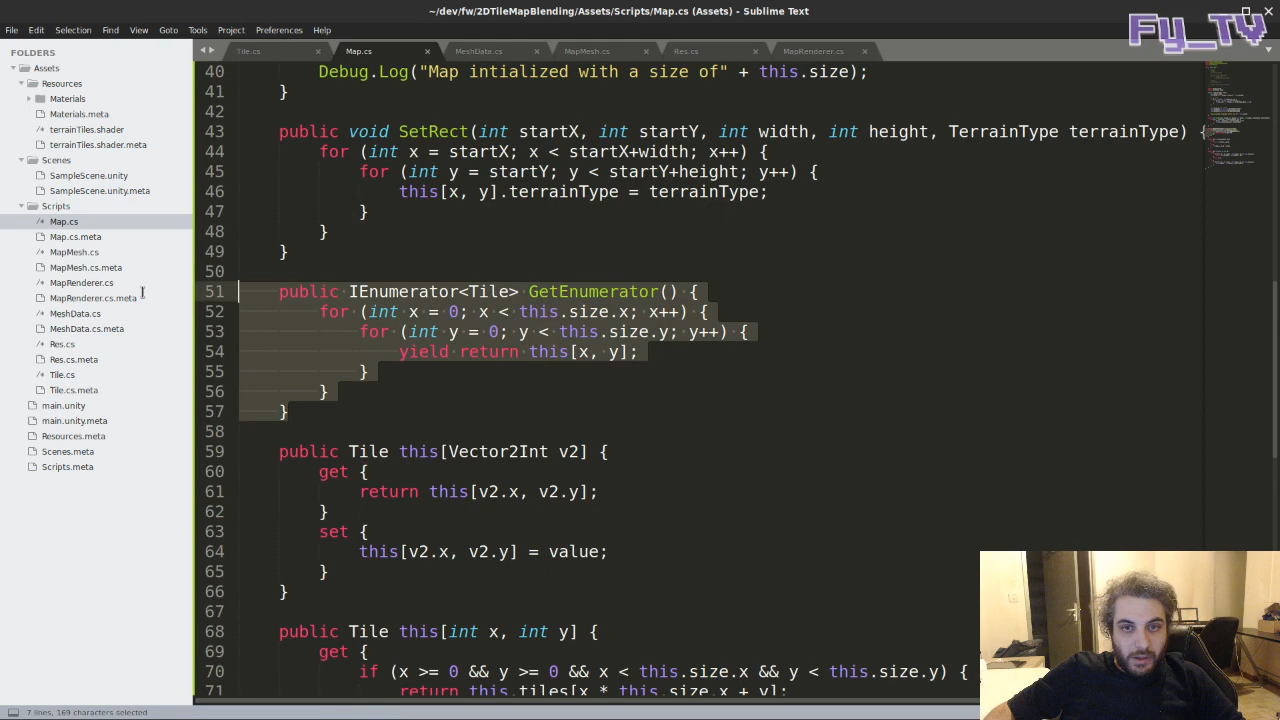 ~/dev/fw/2DTileMapBlending/Assets/Scripts/Map.cs (Assets) - Sublime Text
Fy_TV
File Edit Selection Find View Goto Tools Project Preferences Help
FOLDERS
Assets
Resources
Materials
Materials.meta
terrainTiles.shader
terrainTiles.shader.meta
Scenes
SampleScene.unity
SampleScene.unity.meta
Scripts
Map.cs
Map.cs.meta
MapMesh.cs
MapMesh.cs.meta
MapRenderer.cs
MapRenderer.cs.meta
MeshData.cs
MeshData.cs.meta
Res.cs
Res.cs.meta
Tile.cs
Tile.cs.meta
main.unity
main.unity.meta
Resources.meta
Scenes.meta
Scripts.meta
Tile.cs Map.cs MeshData.cs MapMesh.cs Res.cs MapRenderer.cs
40 Debug.Log("Map intialized with a size of" + this.size);
41 }
42
43 public void SetRect(int startX, int startY, int width, int height, TerrainType terrainType) {
44 for (int x = startX; x < startX+width; x++) {
45 for (int y = startY; y < startY+height; y++) {
46 this[x, y].terrainType = terrainType;
47 }
48 }
49 }
50
51 public IEnumerator<Tile> GetEnumerator() {
52 for (int x = 0; x < this.size.x; x++) {
53 for (int y = 0; y < this.size.y; y++) {
54 yield return this[x, y];
55 }
56 }
57 }
58
59 public Tile this[Vector2Int v2] {
60 get {
61 return this[v2.x, v2.y];
62 }
63 set {
64 this[v2.x, v2.y] = value;
65 }
66 }
67
68 public Tile this[int x, int y] {
69 get {
70 if (x >= 0 && y >= 0 && x < this.size.x && y < this.size.y) {
71 return this.tiles[x * this.size.x + y];
7 lines, 169 characters selected